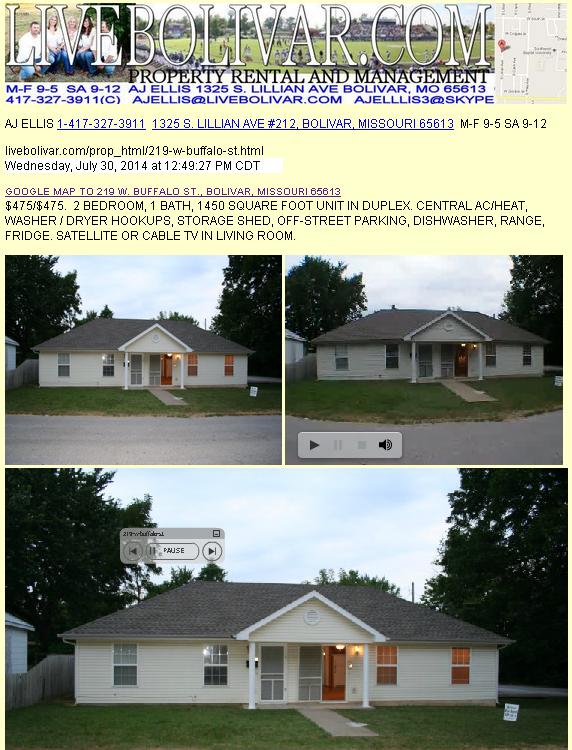 LIVEBOLIVAR.COM
PROPERTY RENTAL AND MANAGEMENT
M-F 9-5 SA 9-12 AJ ELLIS 1325 S. LILLIAN AVE BOLIVAR, MO 65613
417-327-3911(C) AJELLIS@LIVEBOLIVAR.COM AJELLLIS3@SKYPE
AJ ELLIS 1-417-327-3911 1325 S. LILLIAN AVE #212, BOLIVAR, MISSOURI 65613 M-F 9-5 SA 9-12
livebolivar.com/prop_html/219-w-buffalo-st.html
Wednesday, July 30, 2014 at 12:49:27 PM CDT
GOOGLE MAP TO 219 W. BUFFALO ST., BOLIVAR, MISSOURI 65613
$475/$475. 2 BEDROOM, 1 BATH, 1450 SQUARE FOOT UNIT IN DUPLEX. CENTRAL AC/HEAT,
WASHER / DRYER HOOKUPS, STORAGE SHED, OFF-STREET PARKING, DISHWASHER, RANGE,
FRIDGE. SATELLITE OR CABLE TV IN LIVING ROOM.
219-w-buffalo-st
PAUSE